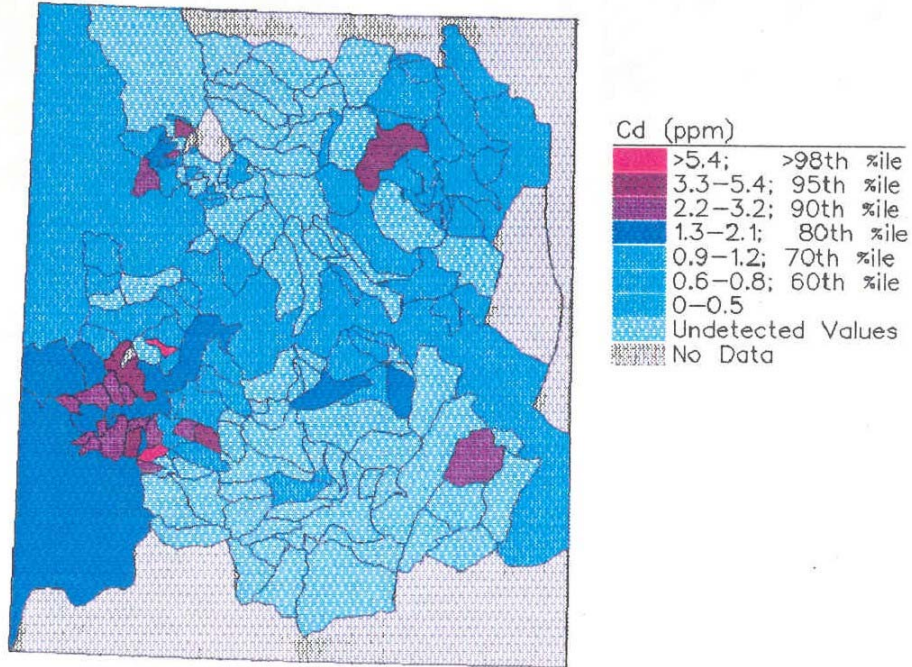 Cd (ppm)
>5.4; >98th %ile
3.3-5.4; 95th %ile
2.2-3.2; 90th %ile
1.3-2.1; 80th %ile
0.9-1.2; 70th %ile
0.6-0.8; 60th %ile
0-0.5
Undetected Values
No Data